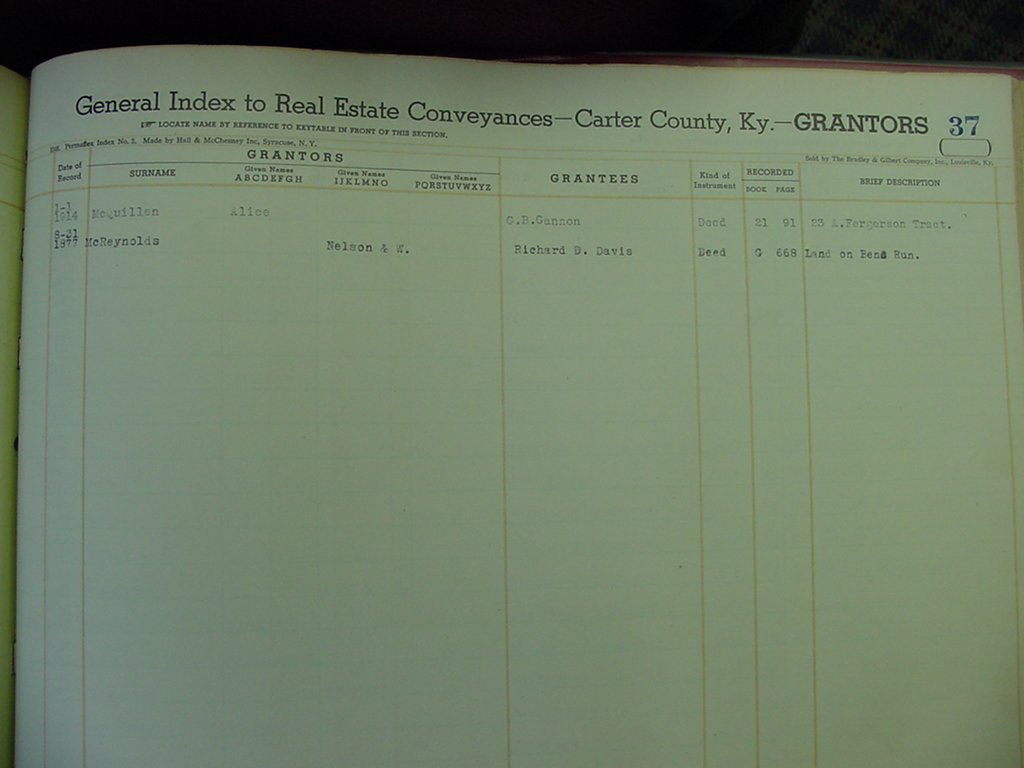 General Index to Real Estate Conveyances—Carter County, Ky.—GRANTORS 37
LOCATE NAME BY REFERENCE TO KEYTABLE IN FRONT OF THIS SECTION.
Index No. 3. Made by Hall & McChesney Inc, Syracuse, N. Y.
Sold by The Bradley & Gilbert Company, Inc., Louisville, Ky.
Date of Record
GRANTORS
SURNAME
Given Names ABCDEFGH
Given Names IJKLMNO
Given Names PQRSTUVWXYZ
GRANTEES
Kind of Instrument
RECORDED
BOOK PAGE
BRIEF DESCRIPTION
1-1
1914 McQuillen Alice G.B.Gannon Deed 21 91 23 A.Fergerson Tract.
8-31
1877 McReynolds Nelson & W. Richard D. Davis Deed G 668 Land on Bens Run.